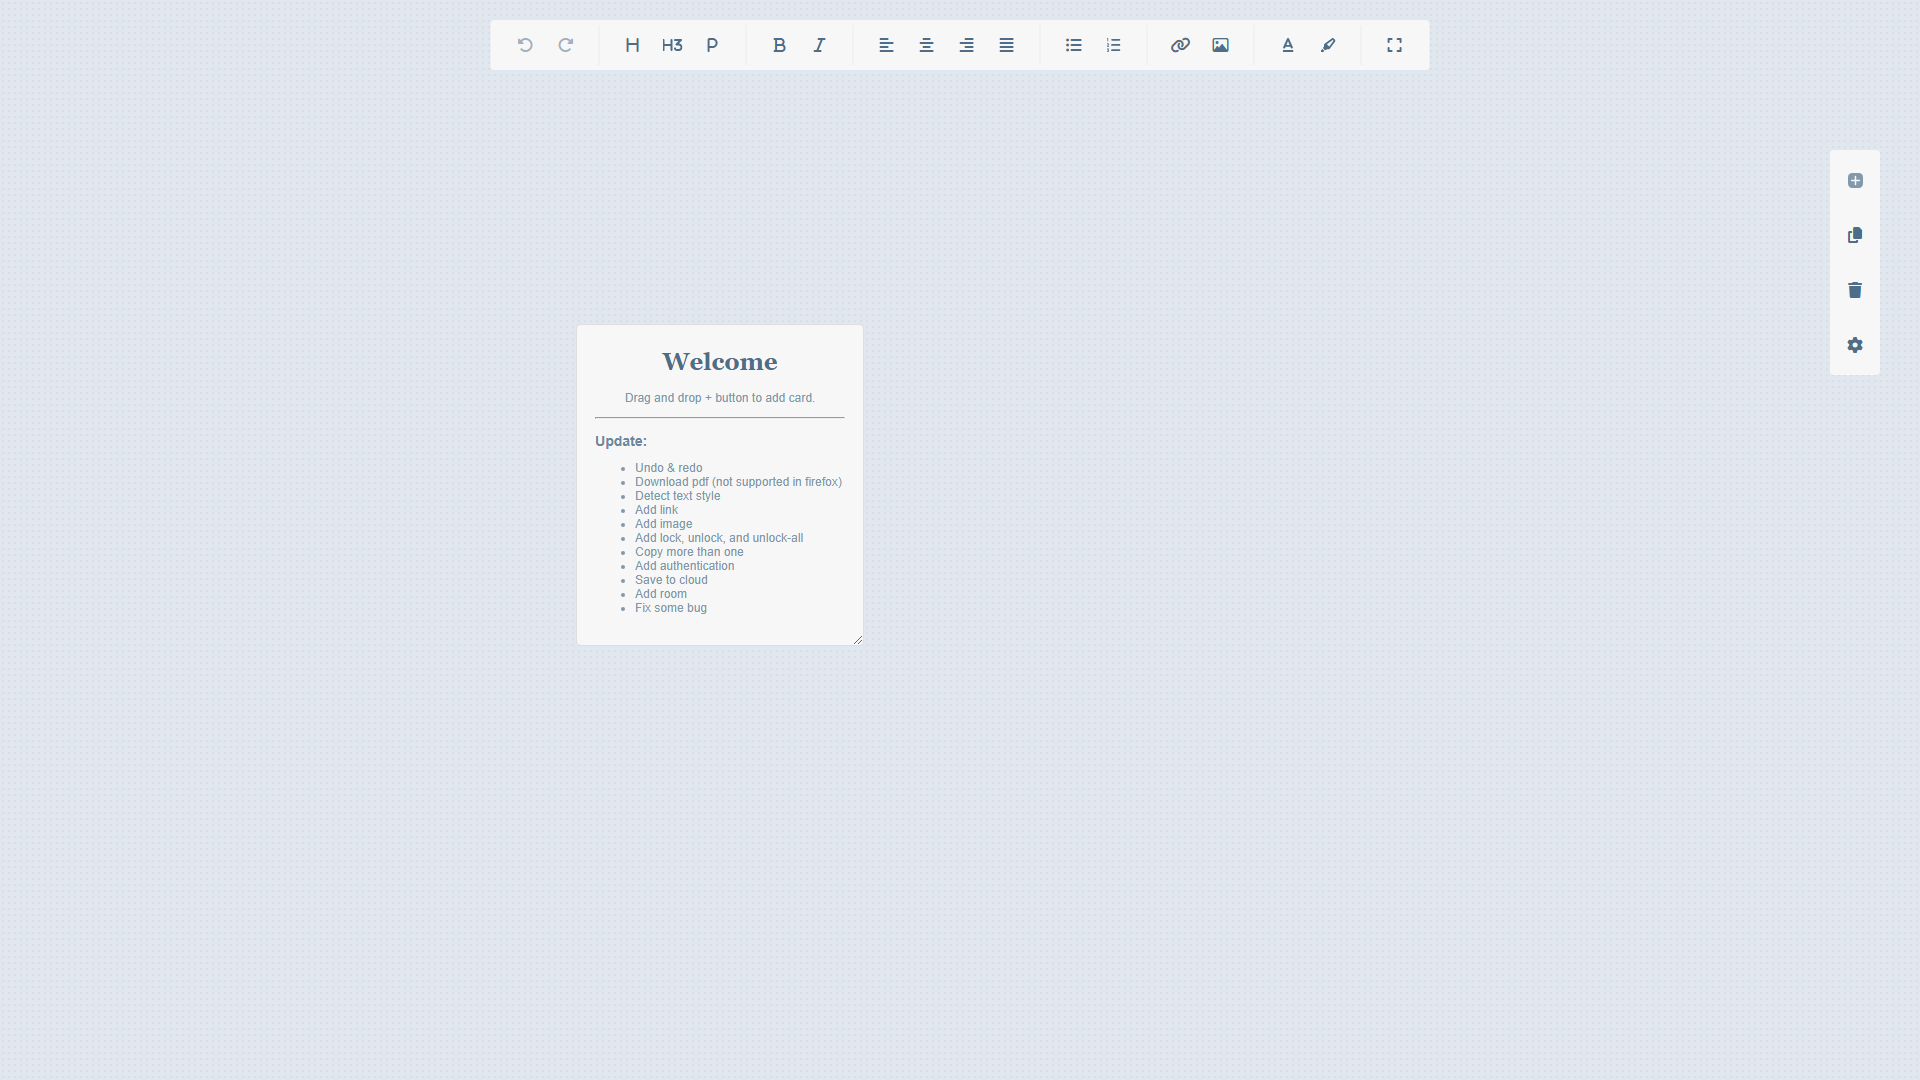 H H3 P B I A
Welcome
Drag and drop + button to add card.
Update:
Undo & redo
Download pdf (not supported in firefox)
Detect text style
Add link
Add image
Add lock, unlock, and unlock-all
Copy more than one
Add authentication
Save to cloud
Add room
Fix some bug